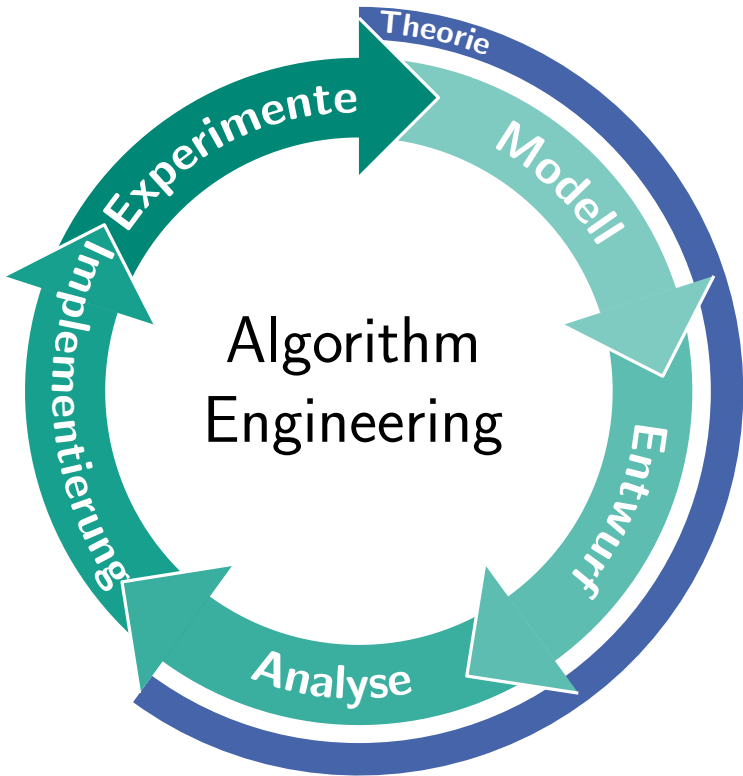 Theorie
Experimente
Modell
Implementierung
Algorithm
Engineering
Entwurf
Analyse